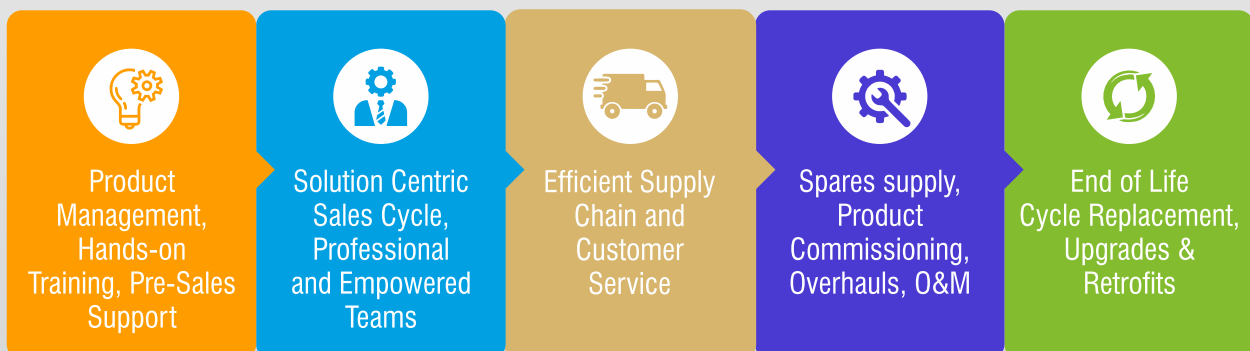 Product
Management,
Hands-on
Training, Pre-Sales
Support
Solution Centric
Sales Cycle,
Professional
and Empowered
Teams
Efficient Supply
Chain and
Customer
Service
Spares supply,
Product
Commissioning,
Overhauls, O&M
End of Life
Cycle Replacement,
Upgrades &
Retrofits